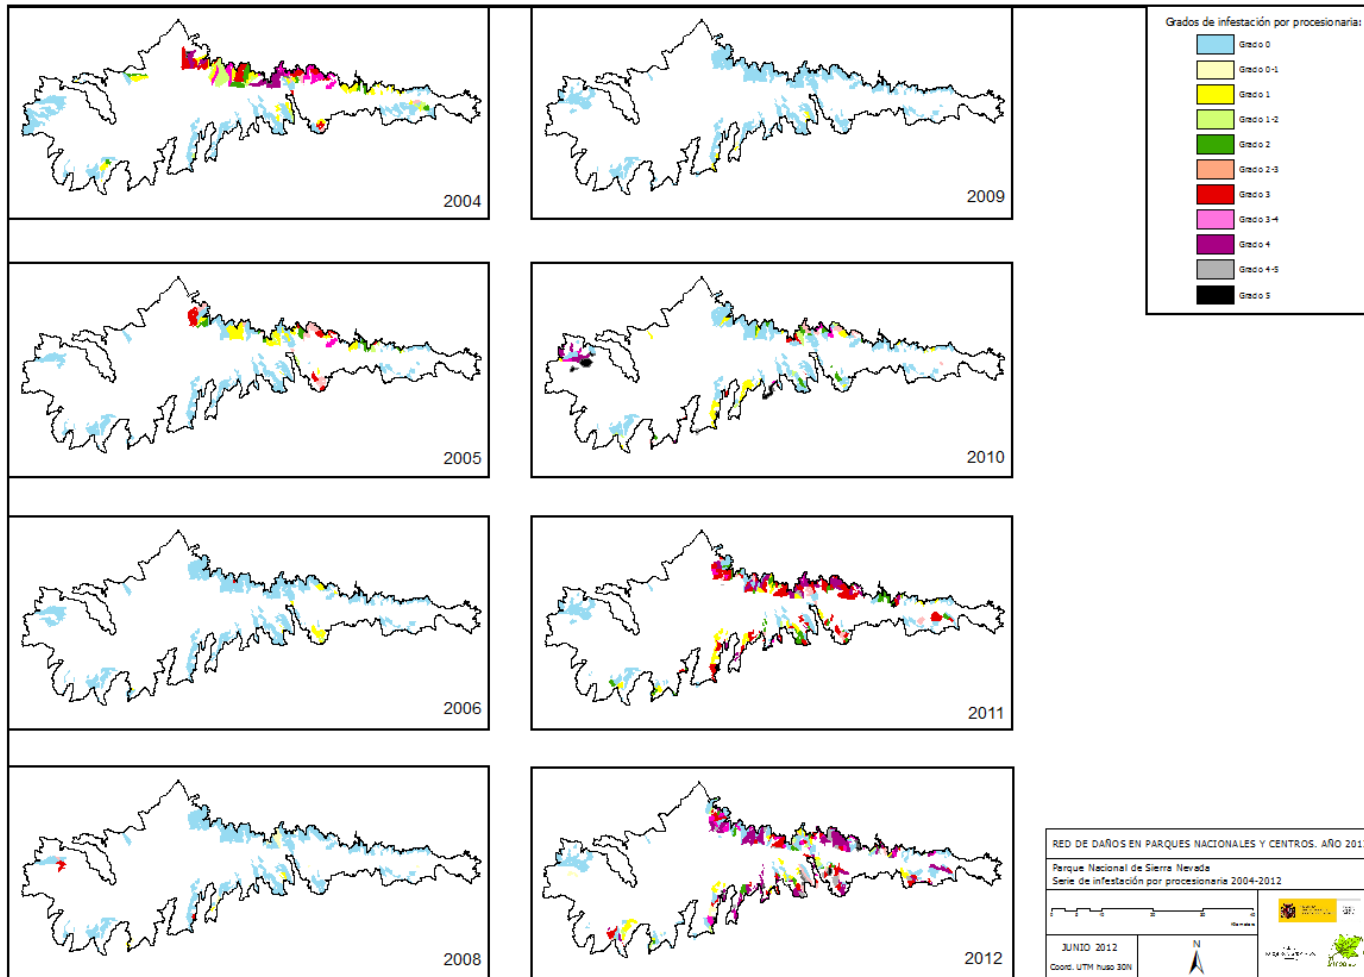 Grados de infestación por procesionaria:
Grado 0
Grado 0-1
Grado 1
Grado 1-2
Grado 2
Grado 2-3
Grado 3
Grado 3-4
Grado 4
Grado 4-5
Grado 5
2004
2009
2005
2010
2006
2011
2008
2012
RED DE DAÑOS EN PARQUES NACIONALES Y CENTROS. AÑO 201
Parque Nacional de Sierra Nevada
Serie de infestación por procesionaria 2004-2012
JUNIO 2012
Coord. UTM huso 30N
N